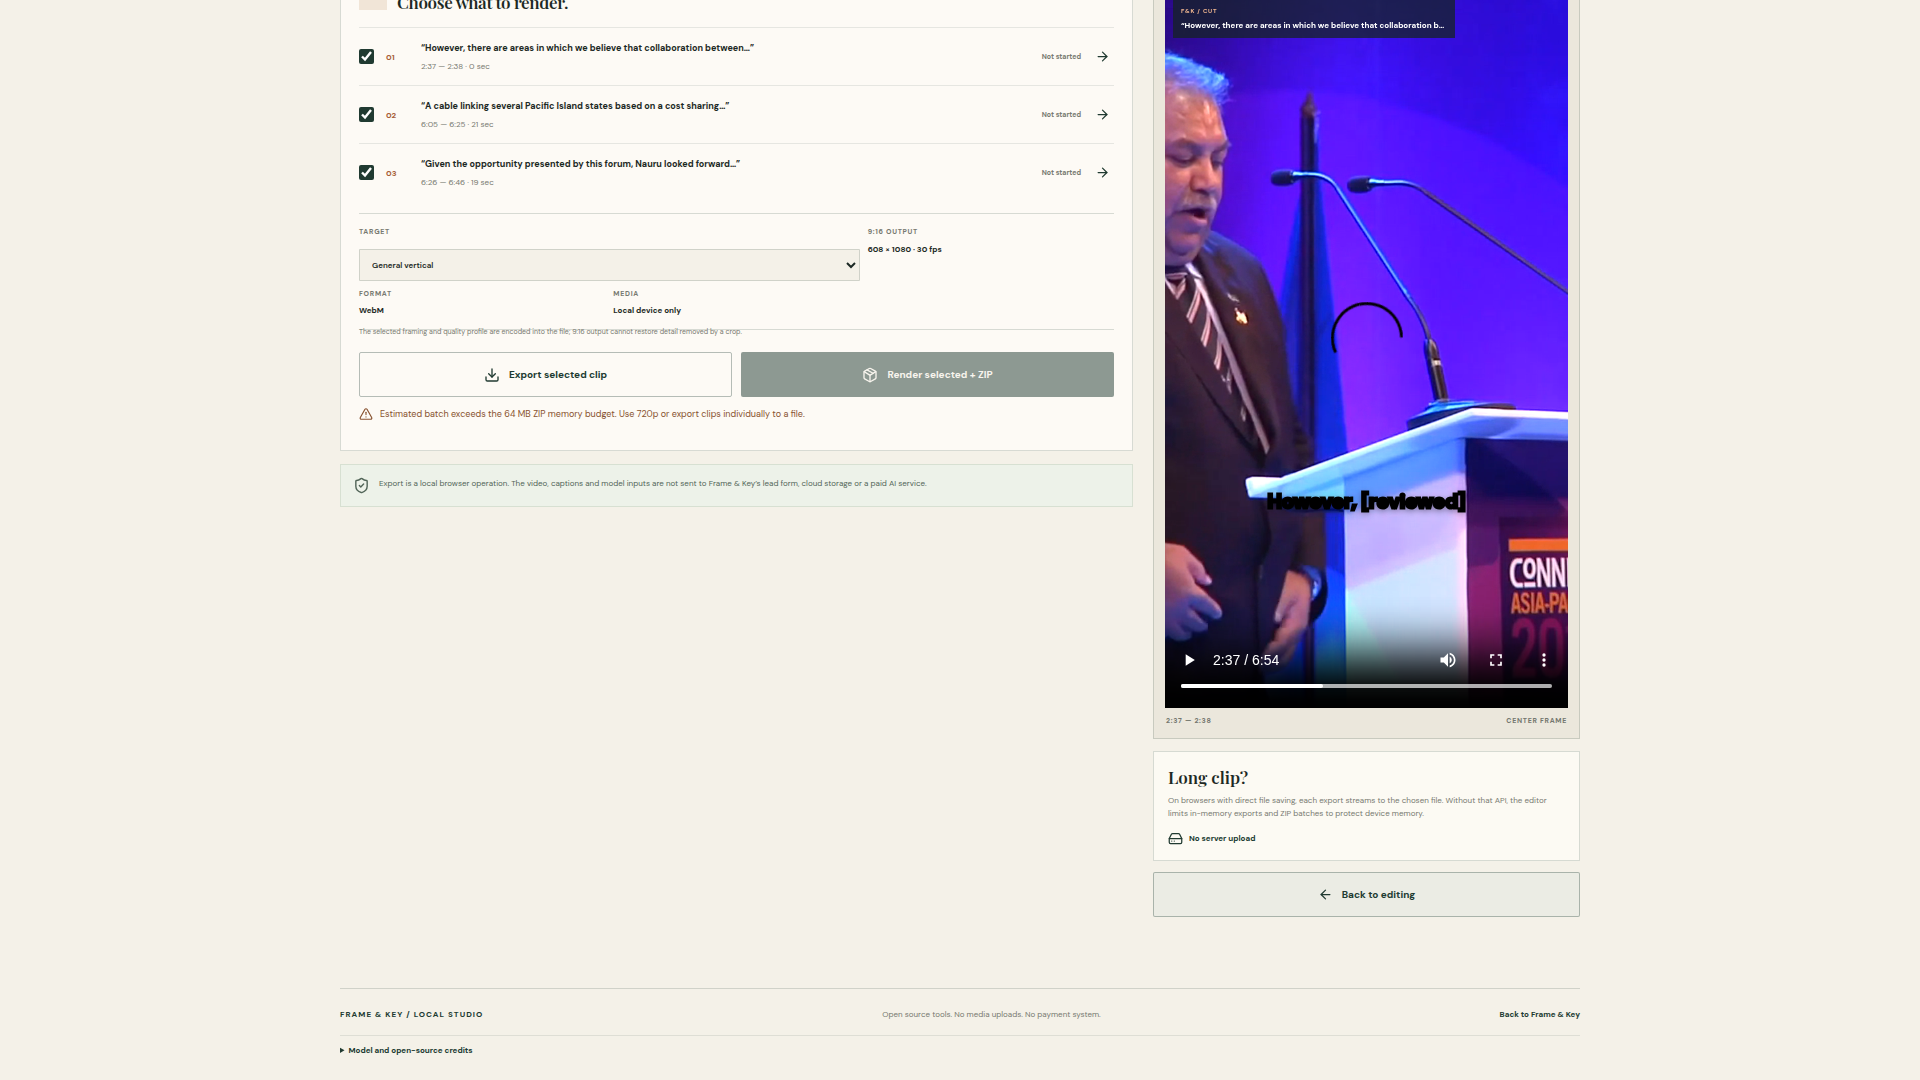 Choose what to render.
01
“However, there are areas in which we believe that collaboration between…”
2:37 — 2:38 · 0 sec
Not started
02
“A cable linking several Pacific Island states based on a cost sharing…”
6:05 — 6:25 · 21 sec
Not started
03
“Given the opportunity presented by this forum, Nauru looked forward…”
6:26 — 6:46 · 19 sec
Not started
TARGET
General vertical
9:16 OUTPUT
608 × 1080 · 30 fps
FORMAT
WebM
MEDIA
Local device only
The selected framing and quality profile are encoded into the file; 9:16 output cannot restore detail removed by a crop.
Export selected clip
Render selected + ZIP
Estimated batch exceeds the 64 MB ZIP memory budget. Use 720p or export clips individually to a file.
Export is a local browser operation. The video, captions and model inputs are not sent to Frame & Key's lead form, cloud storage or a paid AI service.
F&K / CUT
“However, there are areas in which we believe that collaboration b…
However, [reviewed]
CONN
ASIA-PA
20
2:37 / 6:54
2:37 — 2:38
CENTER FRAME
Long clip?
On browsers with direct file saving, each export streams to the chosen file. Without that API, the editor
limits in-memory exports and ZIP batches to protect device memory.
No server upload
Back to editing
FRAME & KEY / LOCAL STUDIO
Open source tools. No media uploads. No payment system.
Back to Frame & Key
Model and open-source credits